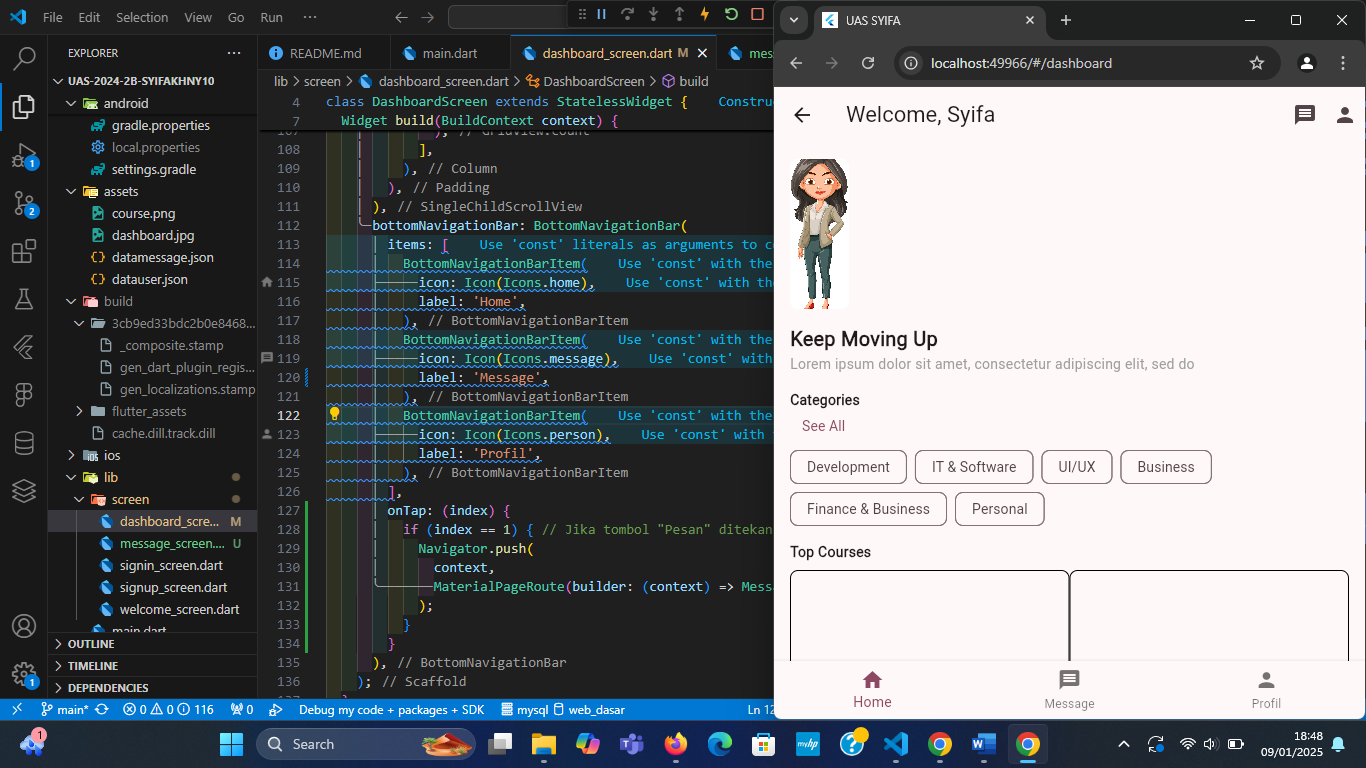 File Edit Selection View Go Run ···
EXPLORER ···
UAS-2024-2B-SYIFAKHNY10
android
gradle.properties
local.properties
settings.gradle
assets
course.png
dashboard.jpg
datamessage.json
datauser.json
build
3cb9ed33bdc2b0e8468...
_composite.stamp
gen_dart_plugin_regis...
gen_localizations.stamp
flutter_assets
cache.dill.track.dill
ios
lib
screen
dashboard_scre... M
message_screen.... U
signin_screen.dart
signup_screen.dart
welcome_screen.dart
main.dart
OUTLINE
TIMELINE
DEPENDENCIES
1
2
1
README.md main.dart dashboard_screen.dart M mes
lib > screen > dashboard_screen.dart > DashboardScreen > build
4 class DashboardScreen extends StatelessWidget { Constru
7 Widget build(BuildContext context) {
107 ), // GridView.count
108 ],
109 ), // Column
110 ), // Padding
111 ), // SingleChildScrollView
112 bottomNavigationBar: BottomNavigationBar(
113 items: [ Use 'const' literals as arguments to co
114 BottomNavigationBarItem( Use 'const' with the
115 icon: Icon(Icons.home), Use 'const' with the
116 label: 'Home',
117 ), // BottomNavigationBarItem
118 BottomNavigationBarItem( Use 'const' with the
119 icon: Icon(Icons.message), Use 'const' with
120 label: 'Message',
121 ), // BottomNavigationBarItem
122 BottomNavigationBarItem( Use 'const' with the
123 icon: Icon(Icons.person), Use 'const' with
124 label: 'Profil',
125 ), // BottomNavigationBarItem
126 ],
127 onTap: (index) {
128 if (index == 1) { // Jika tombol "Pesan" ditekan
129 Navigator.push(
130 context,
131 MaterialPageRoute(builder: (context) => Mess
132 );
133 }
134 }
135 ), // BottomNavigationBar
136 ); // Scaffold
137 }
main* 0 0 116 0 Debug my code + packages + SDK mysql web_dasar Ln 12
UAS SYIFA
localhost:49966/#/dashboard
Welcome, Syifa
Keep Moving Up
Lorem ipsum dolor sit amet, consectetur adipiscing elit, sed do
Categories
See All
Development IT & Software UI/UX Business
Finance & Business Personal
Top Courses
Home Message Profil
1 Search myhp 18:48
09/01/2025